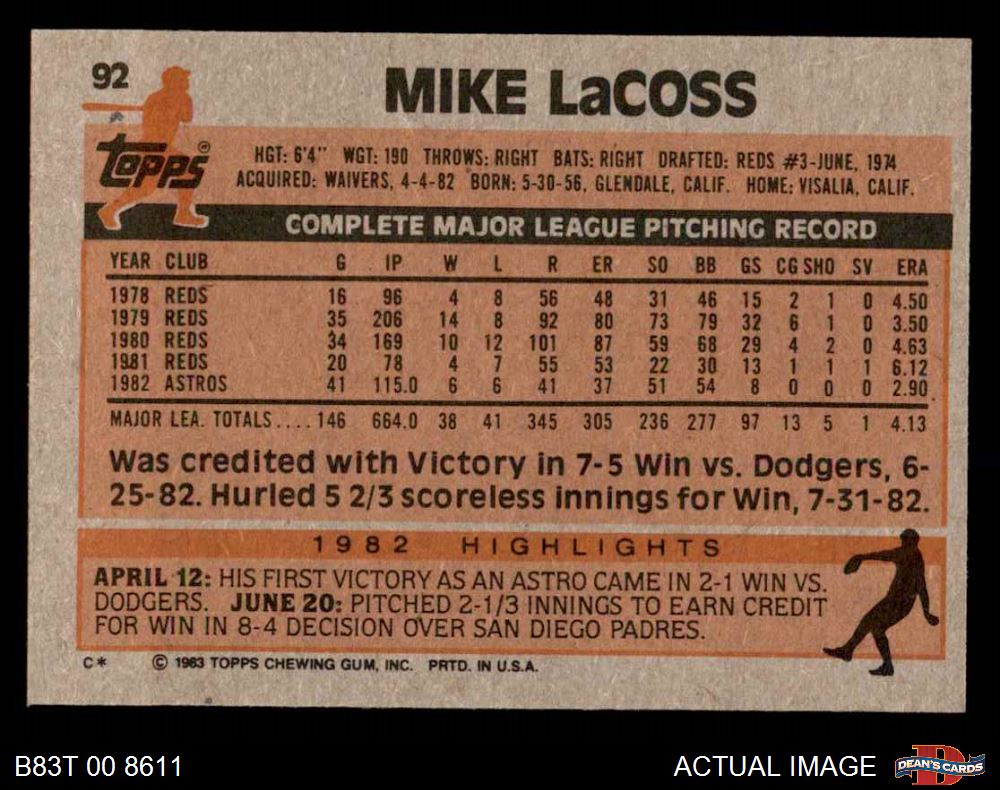 92
MIKE LaCOSS
Topps®
HGT: 6'4" WGT: 190 THROWS: RIGHT BATS: RIGHT DRAFTED: REDS #3-JUNE, 1974
ACQUIRED: WAIVERS, 4-4-82 BORN: 5-30-56, GLENDALE, CALIF. HOME: VISALIA, CALIF.
COMPLETE MAJOR LEAGUE PITCHING RECORD
YEAR CLUB G IP W L R ER SO BB GS CG SHO SV ERA
1978 REDS 16 96 4 8 56 48 31 46 15 2 1 0 4.50
1979 REDS 35 206 14 8 92 80 73 79 32 6 1 0 3.50
1980 REDS 34 169 10 12 101 87 59 68 29 4 2 0 4.63
1981 REDS 20 78 4 7 55 53 22 30 13 1 1 1 6.12
1982 ASTROS 41 115.0 6 6 41 37 51 54 8 0 0 0 2.90
MAJOR LEA. TOTALS.... 146 664.0 38 41 345 305 236 277 97 13 5 1 4.13
Was credited with Victory in 7-5 Win vs. Dodgers, 6-
25-82. Hurled 5 2/3 scoreless innings for Win, 7-31-82.
1982 HIGHLIGHTS
APRIL 12: HIS FIRST VICTORY AS AN ASTRO CAME IN 2-1 WIN VS.
DODGERS. JUNE 20: PITCHED 2-1/3 INNINGS TO EARN CREDIT
FOR WIN IN 8-4 DECISION OVER SAN DIEGO PADRES.
C* © 1983 TOPPS CHEWING GUM, INC. PRTD. IN U.S.A.
B83T 00 8611
ACTUAL IMAGE
D
DEAN'S CARDS